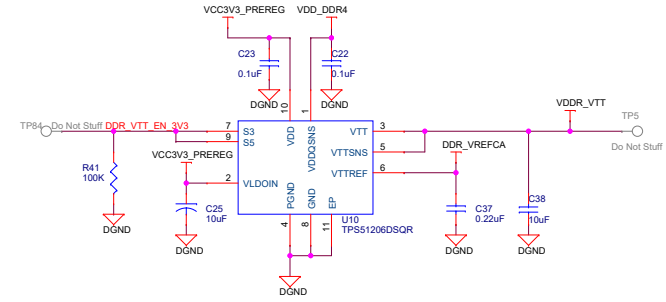 VCC3V3_PREREG
VDD_DDR4
C23
0.1uF
C22
0.1uF
DGND
DGND
10
1
TP84
Do Not Stuff
DDR_VTT_EN_3V3
7
9
S3
S5
VDD
VDDQSNS
VTT
3
VTTSNS
5
VTTREF
6
VDDR_VTT
TP5
Do Not Stuff
DDR_VREFCA
VCC3V3_PREREG
2
VLDOIN
R41
100K
DGND
C25
10uF
DGND
PGND
GND
EP
4
8
11
U10
TPS51206DSQR
C37
0.22uF
C38
10uF
DGND
DGND
DGND